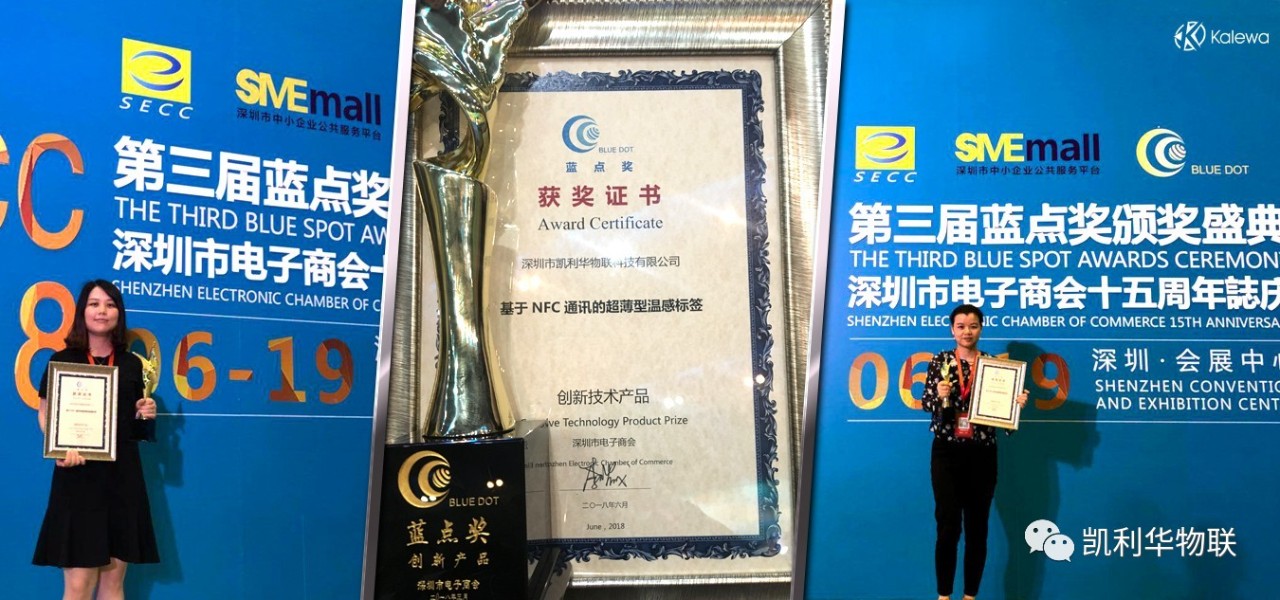 SECC
SMEmall
深圳市中小企业公共服务平台
CC
第三届蓝点奖
THE THIRD BLUE SPOT AW
深圳市电子商会十
SHENZHEN ELECTRONIC CHAMBER OF C
8
06-19
BLUE DOT
蓝点奖
获奖证书
Award Certificate
深圳市凯利华物联科技有限公司
基于 NFC 通讯的超薄型温感标签
创新技术产品
Technology Product Prize
深圳市电子商会
Chamber of Commerce
二〇一八年六月
June , 2018
BLUE DOT
蓝点奖
创新产品
深圳市电子商会
Kalewa
SECC
SMEmall
深圳市中小企业公共服务平台
BLUE DOT
第三届蓝点奖颁奖盛典
THE THIRD BLUE SPOT AWARDS CEREMON
深圳市电子商会十五周年誌庆
SHENZHEN ELECTRONIC CHAMBER OF COMMERCE 15TH ANNIVERSA
06 9
深圳·会展中心
SHENZHEN CONVENTIO
AND EXHIBITION CENT
凯利华物联